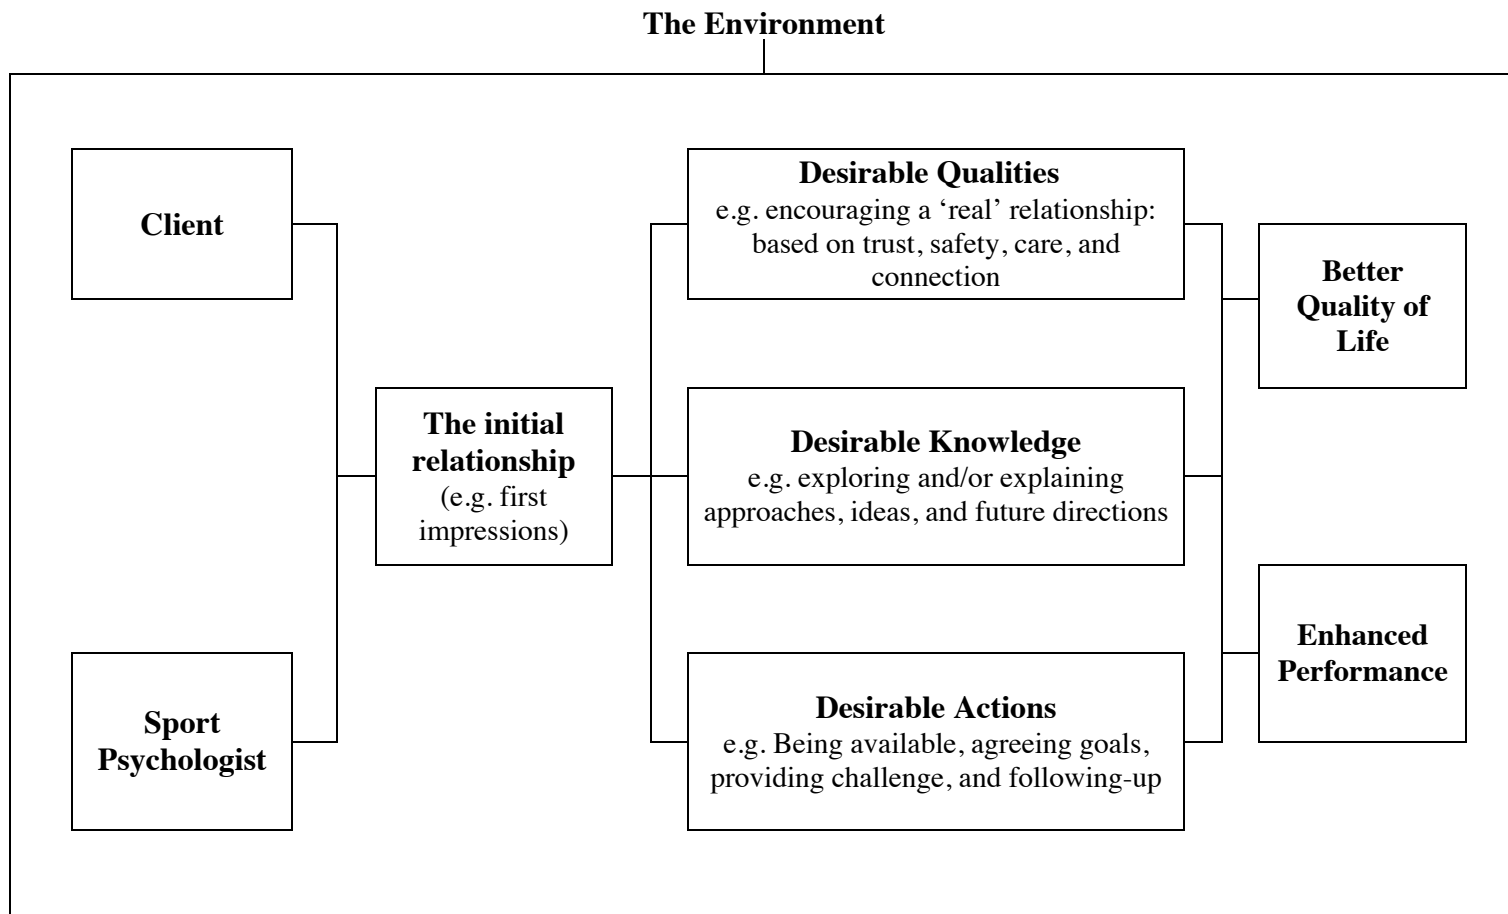 The Environment
Client
Sport
Psychologist
The initial
relationship
(e.g. first
impressions)
Desirable Qualities
e.g. encouraging a ‘real’ relationship:
based on trust, safety, care, and
connection
Desirable Knowledge
e.g. exploring and/or explaining
approaches, ideas, and future directions
Desirable Actions
e.g. Being available, agreeing goals,
providing challenge, and following-up
Better
Quality of
Life
Enhanced
Performance